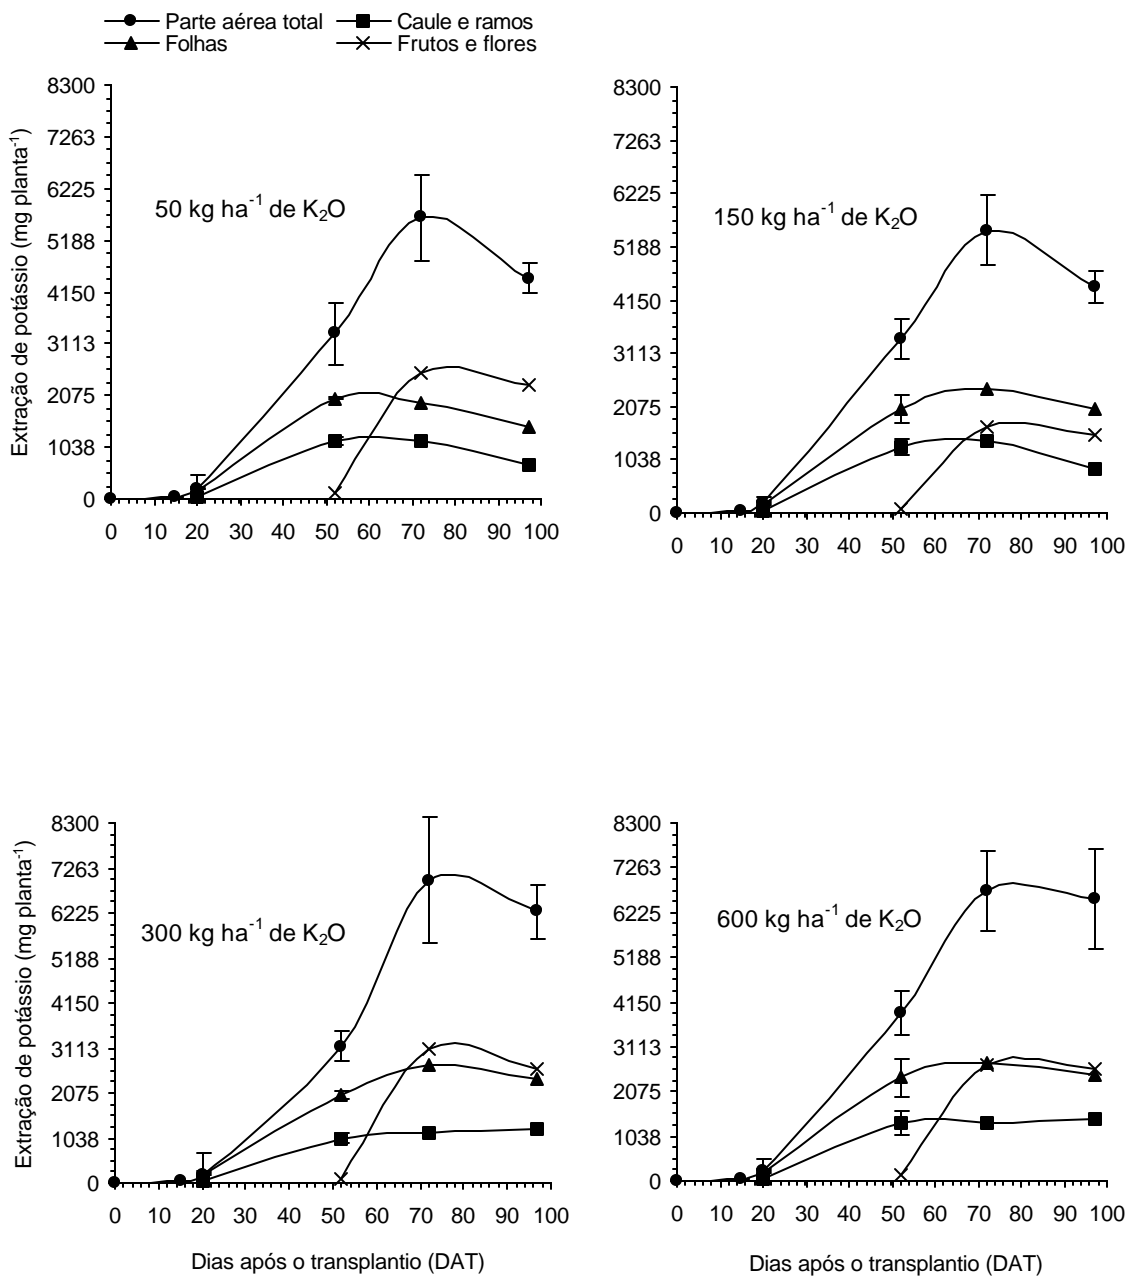 Parte aérea total
Caule e ramos
Folhas
Frutos e flores
Extração de potássio (mg planta⁻¹)
8300
7263
6225
5188
4150
3113
2075
1038
0
50 kg ha⁻¹ de K₂O
0 10 20 30 40 50 60 70 80 90 100
8300
7263
6225
5188
4150
3113
2075
1038
0
150 kg ha⁻¹ de K₂O
0 10 20 30 40 50 60 70 80 90 100
Extração de potássio (mg planta⁻¹)
8300
7263
6225
5188
4150
3113
2075
1038
0
300 kg ha⁻¹ de K₂O
0 10 20 30 40 50 60 70 80 90 100
Dias após o transplantio (DAT)
8300
7263
6225
5188
4150
3113
2075
1038
0
600 kg ha⁻¹ de K₂O
0 10 20 30 40 50 60 70 80 90 100
Dias após o transplantio (DAT)